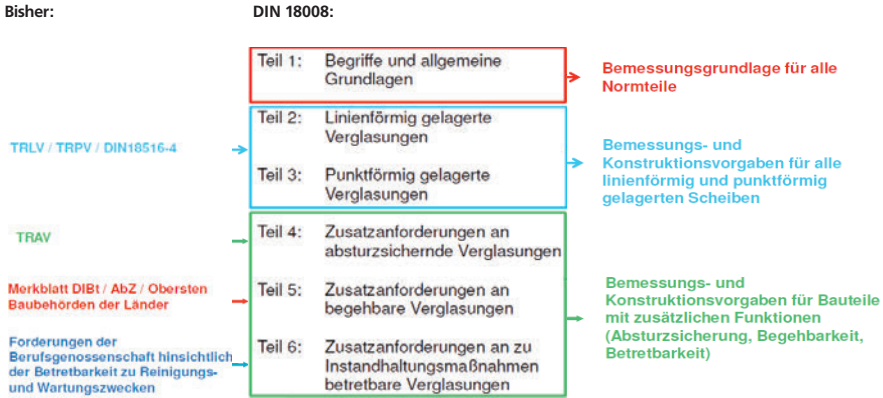 Bisher:
DIN 18008:
Teil 1: Begriffe und allgemeine
Grundlagen
Bemessungsgrundlage für alle
Normteile
TRLV / TRPV / DIN18516-4
Teil 2: Linienförmig gelagerte
Verglasungen
Teil 3: Punktförmig gelagerte
Verglasungen
Bemessungs- und
Konstruktionsvorgaben für alle
linienförmig und punktförmig
gelagerten Scheiben
TRAV
Teil 4: Zusatzanforderungen an
absturzsichernde Verglasungen
Merkblatt DIBt / AbZ / Obersten
Baubehörden der Länder
Teil 5: Zusatzanforderungen an
begehbare Verglasungen
Forderungen der
Berufsgenossenschaft hinsichtlich
der Betretbarkeit zu Reinigungs-
und Wartungszwecken
Teil 6: Zusatzanforderungen an zu
Instandhaltungsmaßnahmen
betretbare Verglasungen
Bemessungs- und
Konstruktionsvorgaben für Bauteile
mit zusätzlichen Funktionen
(Absturzsicherung, Begehbarkeit,
Betretbarkeit)